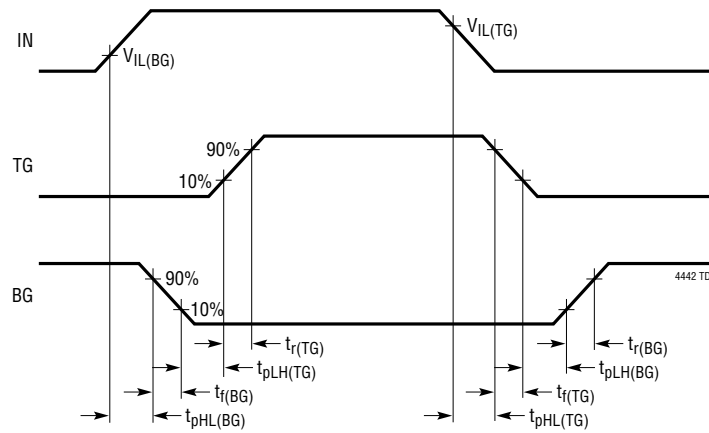 IN
V_IL(BG)
V_IL(TG)
TG
90%
10%
BG
90%
10%
4442 TD
t_r(TG)
t_r(BG)
t_pLH(TG)
t_pLH(BG)
t_f(BG)
t_f(TG)
t_pHL(BG)
t_pHL(TG)